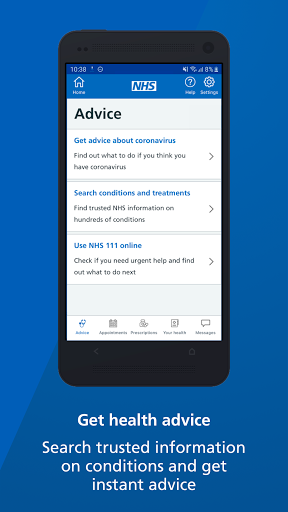 10:38
8%
Home
NHS
Help
Settings
Advice
Get advice about coronavirus
Find out what to do if you think you
have coronavirus
Search conditions and treatments
Find trusted NHS information on
hundreds of conditions
Use NHS 111 online
Check if you need urgent help and find
out what to do next
Advice
Appointments
Prescriptions
Your health
Messages
Get health advice
Search trusted information
on conditions and get
instant advice